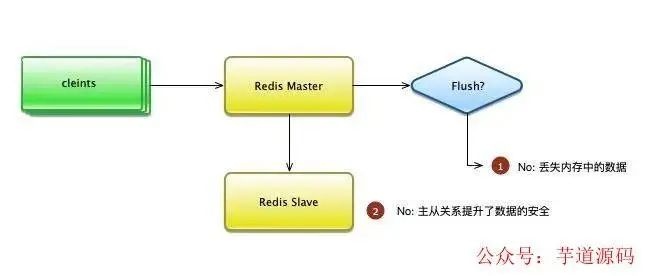 cleints
Redis Master
Flush?
1 No: 丢失内存中的数据
Redis Slave
2 No: 主从关系提升了数据的安全
公众号：芋道源码